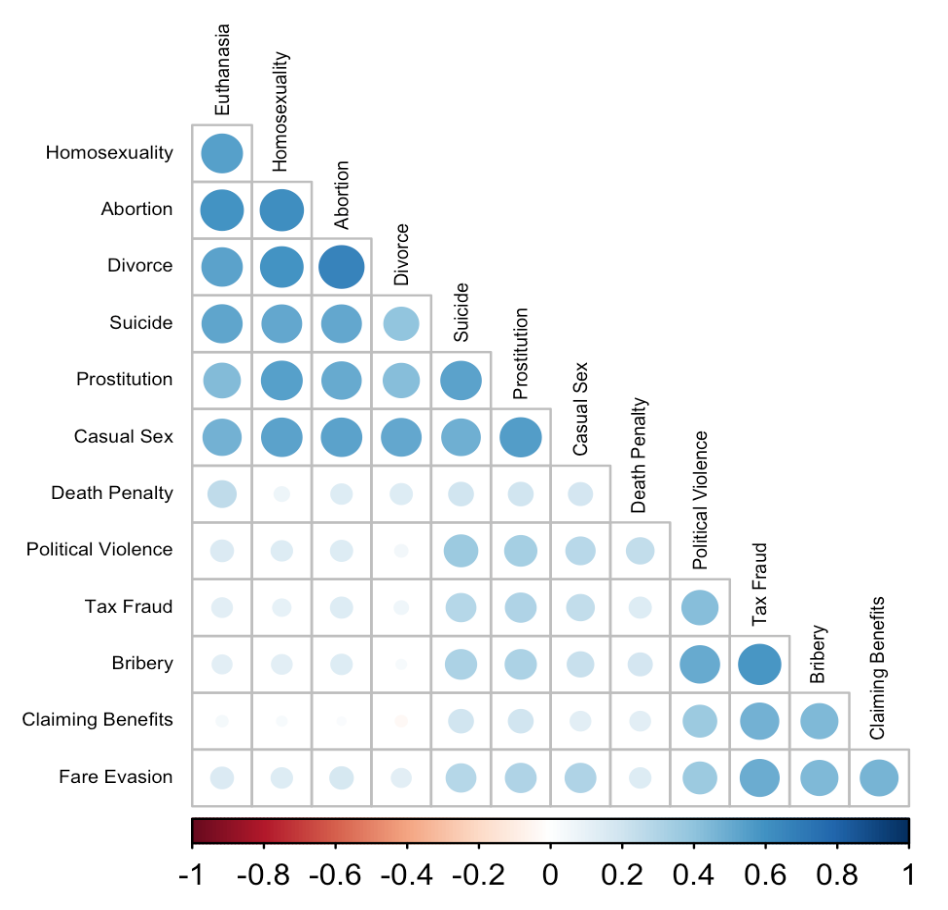 Euthanasia
Homosexuality
Abortion
Divorce
Suicide
Prostitution
Casual Sex
Death Penalty
Political Violence
Tax Fraud
Bribery
Claiming Benefits
Homosexuality
Abortion
Divorce
Suicide
Prostitution
Casual Sex
Death Penalty
Political Violence
Tax Fraud
Bribery
Claiming Benefits
Fare Evasion
-1 -0.8 -0.6 -0.4 -0.2 0 0.2 0.4 0.6 0.8 1